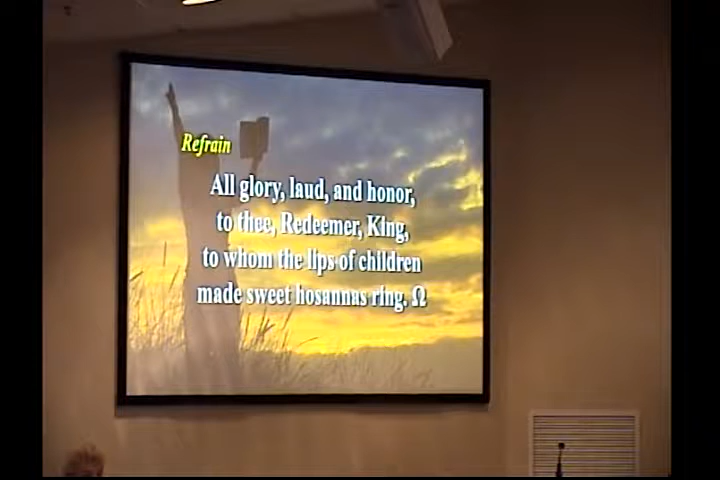 Refrain
All glory, laud, and honor,
to thee, Redeemer, King,
to whom the lips of children
made sweet hosannas ring. Ω